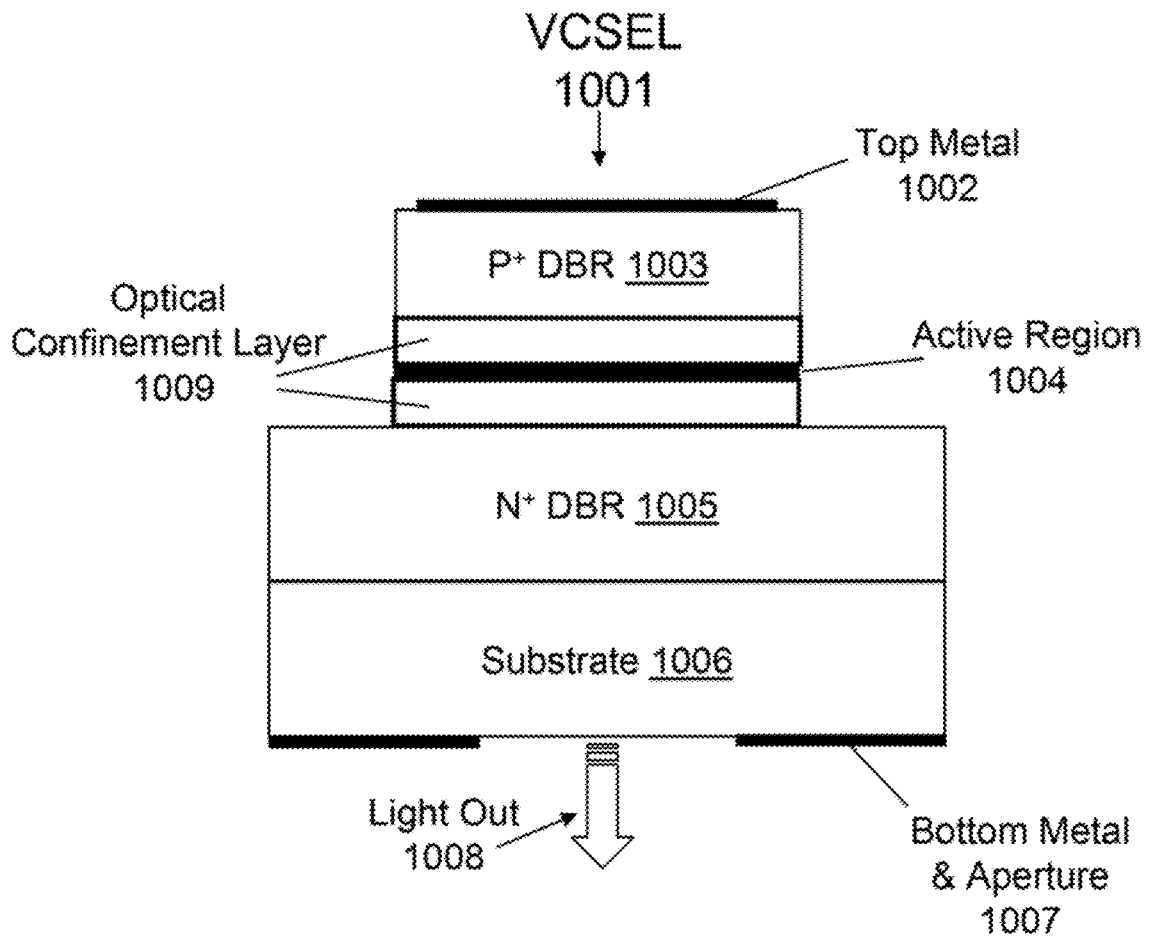 VCSEL
1001
Top Metal
1002
P⁺ DBR 1003
Optical
Confinement Layer
1009
Active Region
1004
N⁺ DBR 1005
Substrate 1006
Light Out
1008
Bottom Metal
& Aperture
1007